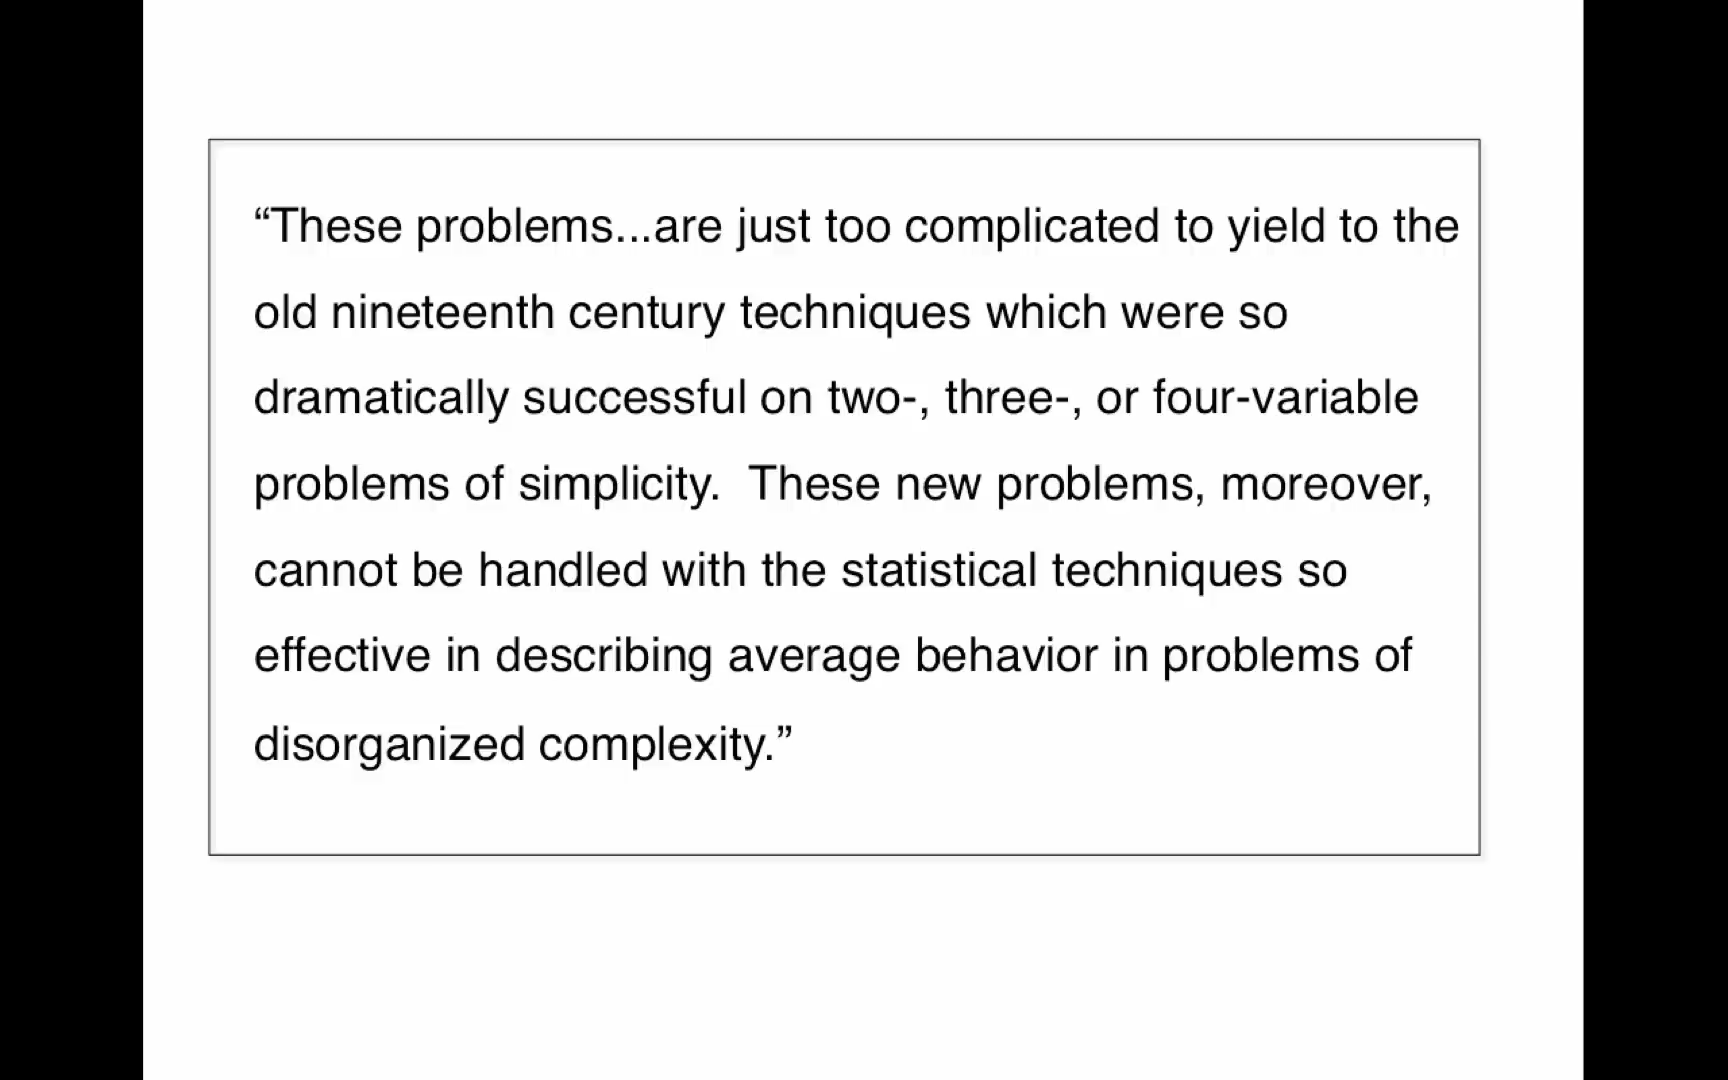 “These problems...are just too complicated to yield to the
old nineteenth century techniques which were so
dramatically successful on two-, three-, or four-variable
problems of simplicity.  These new problems, moreover,
cannot be handled with the statistical techniques so
effective in describing average behavior in problems of
disorganized complexity.”